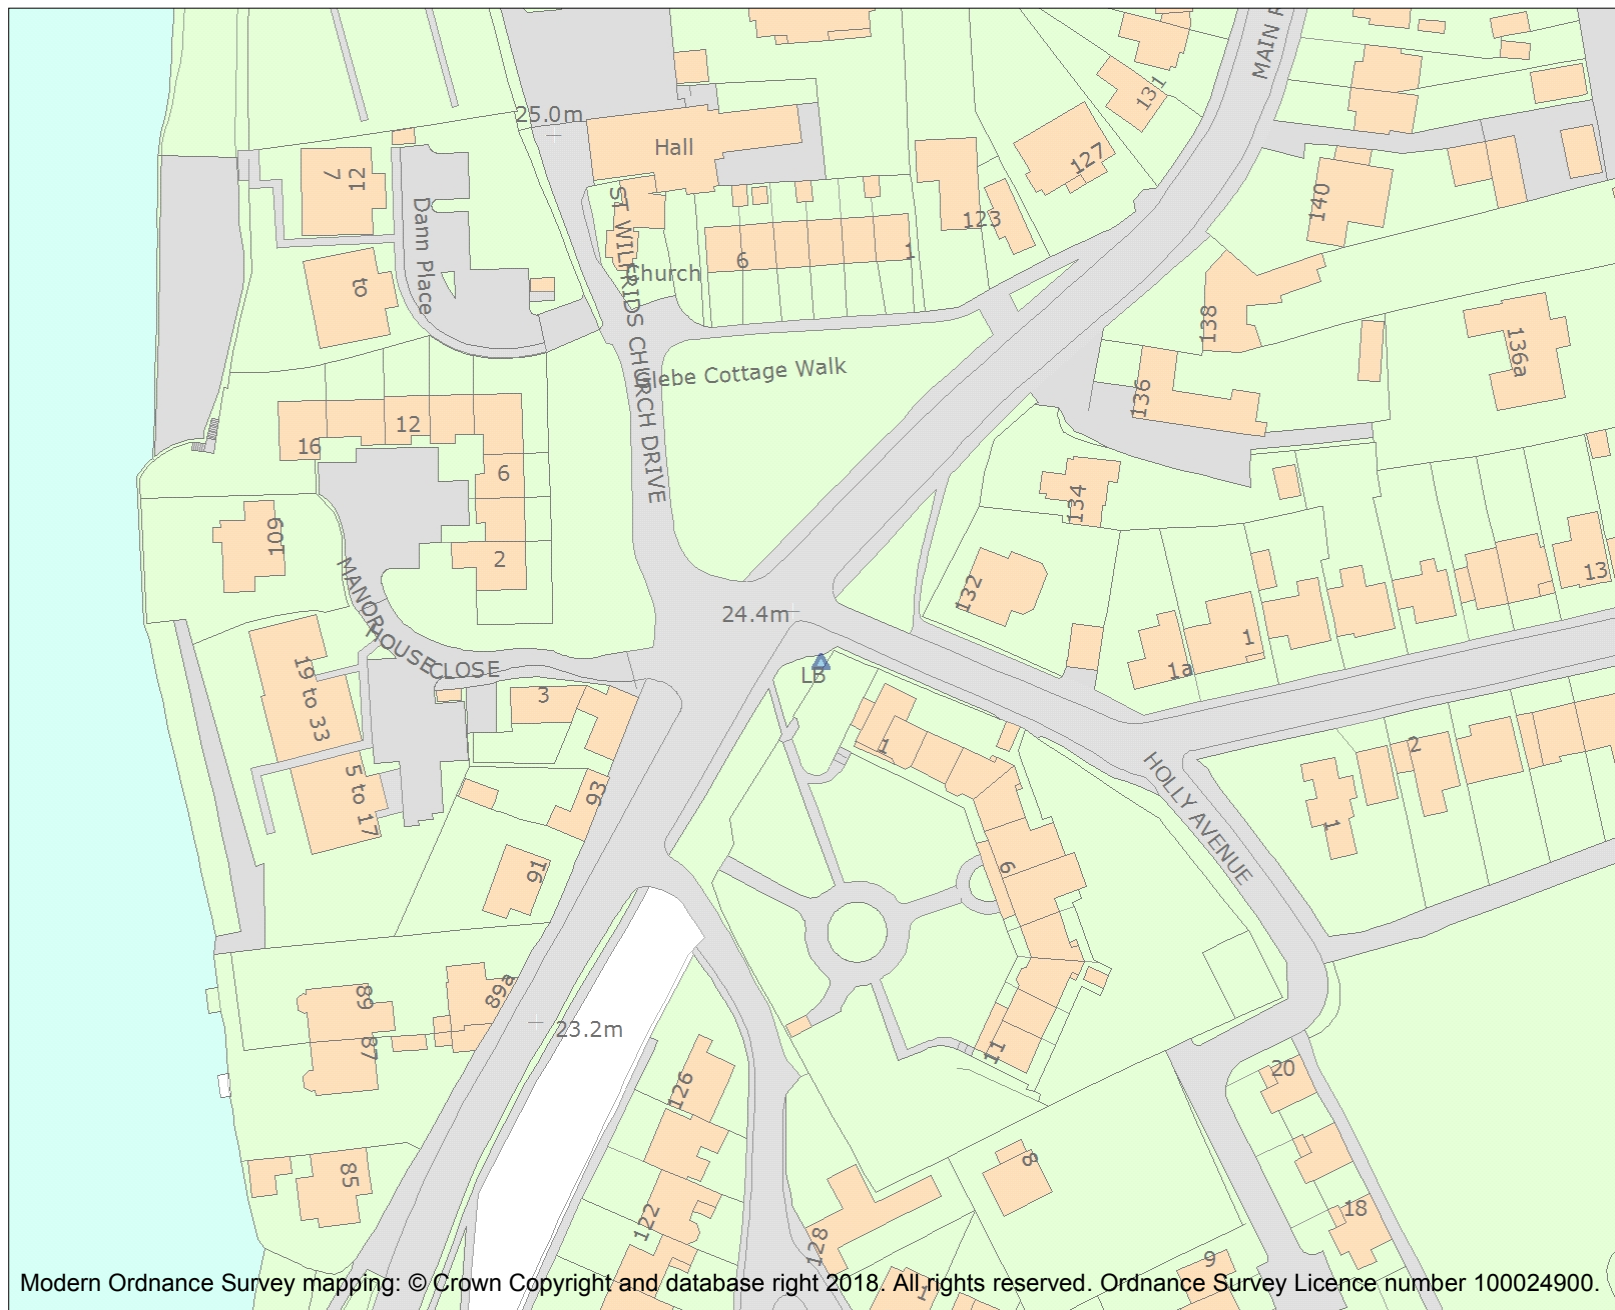 MAIN R
131
25.0m
Hall
127
7
12
140
ST WILFRIDS CHURCH DRIVE
123
Dann Place
6
1
Church
to
138
136a
Glebe Cottage Walk
136
12
16
6
134
109
2
13
132
MANOR HOUSE CLOSE
24.4m
1
1a
LB
19 to 33
3
1
2
HOLLY AVENUE
93
5 to 17
1
91
6
89
89a
23.2m
87
11
126
20
8
85
122
18
128
9
1
Modern Ordnance Survey mapping: © Crown Copyright and database right 2018. All rights reserved. Ordnance Survey Licence number 100024900.